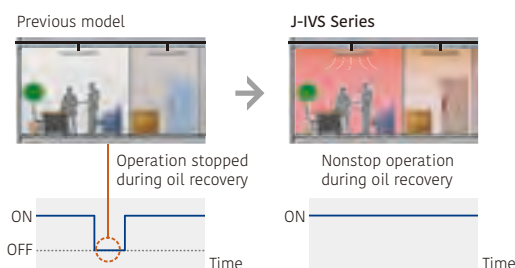 Previous model
J-IVS Series
Operation stopped
during oil recovery
Nonstop operation
during oil recovery
ON
OFF
Time
ON
Time